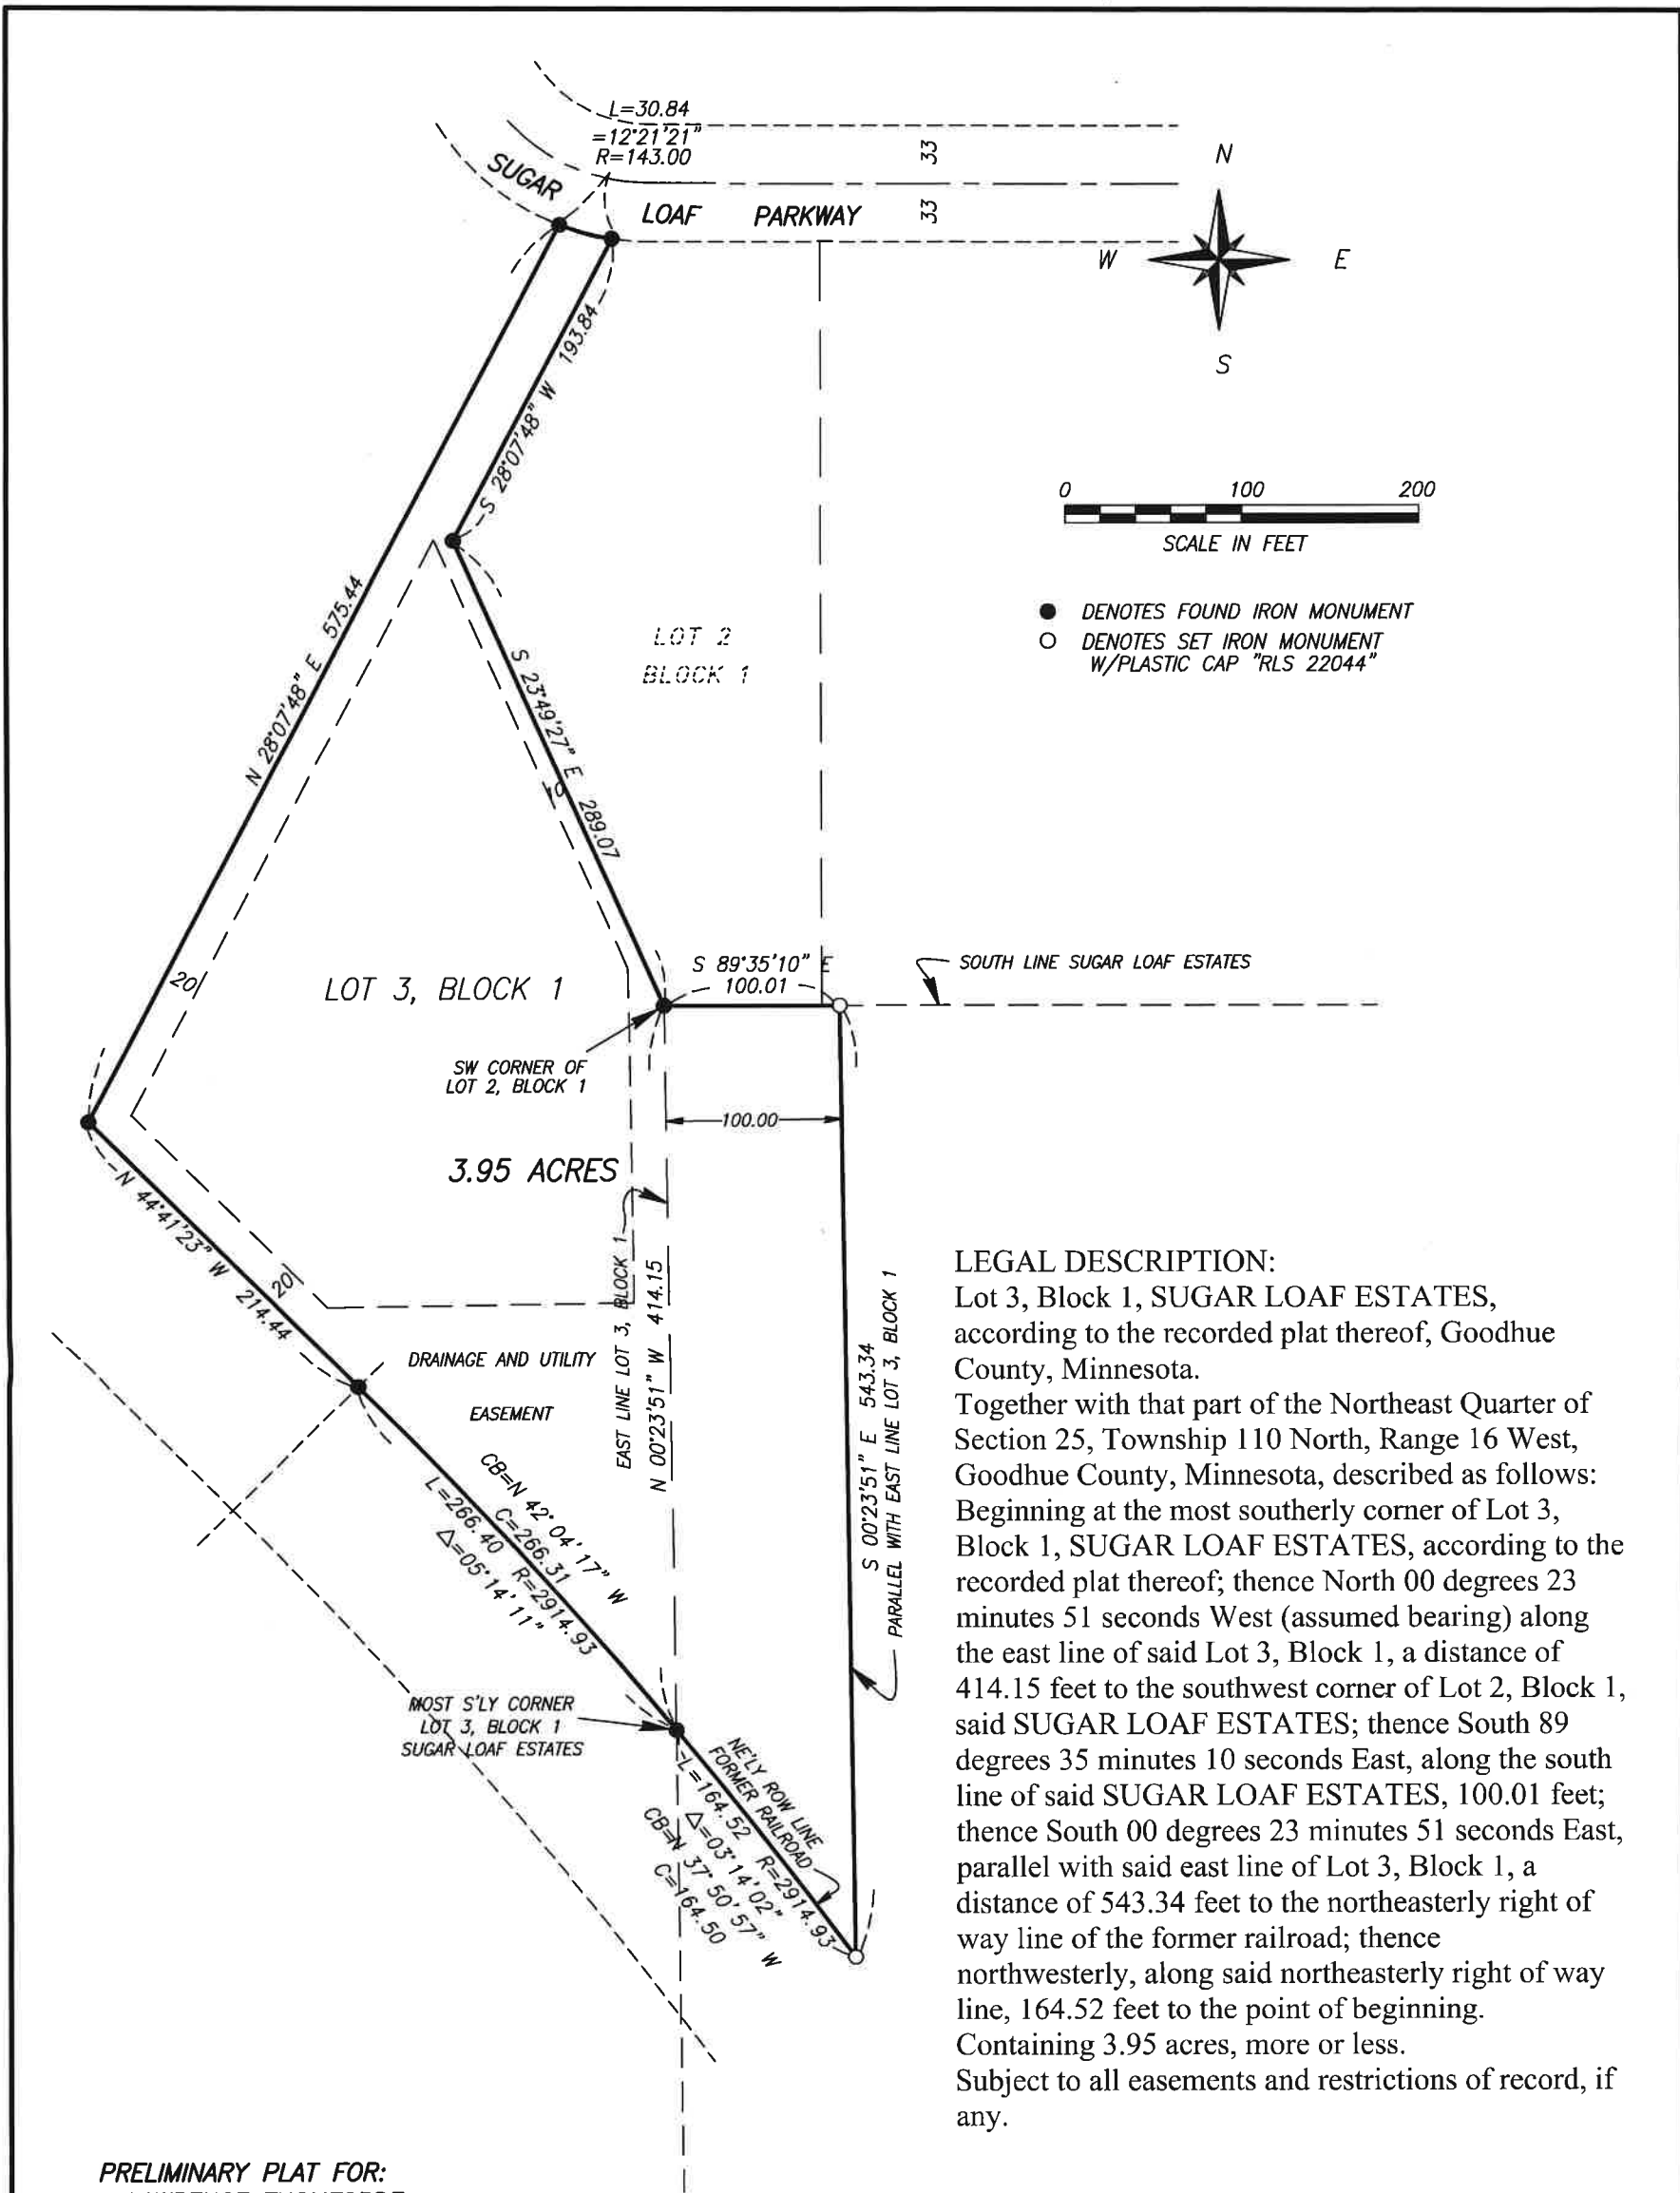 L=30.84
=12°21'21"
R=143.00
33
SUGAR
LOAF PARKWAY
33
N
W
E
S
S 28°07'48" W 193.84
N 28°07'48" E 575.44
0 100 200
SCALE IN FEET
DENOTES FOUND IRON MONUMENT
DENOTES SET IRON MONUMENT
W/PLASTIC CAP "RLS 22044"
LOT 2
BLOCK 1
S 23°49'27" E 289.07
20
LOT 3, BLOCK 1
S 89°35'10" E
100.01
SOUTH LINE SUGAR LOAF ESTATES
SW CORNER OF
LOT 2, BLOCK 1
100.00
3.95 ACRES
N 44°41'23" W 214.44
20
EAST LINE LOT 3, BLOCK 1
N 00°23'51" W 414.15
S 00°23'51" E 543.34
PARALLEL WITH EAST LINE LOT 3, BLOCK 1
DRAINAGE AND UTILITY
EASEMENT
CB=N 42°04'17" W
C=266.31
L=266.40 R=2914.93
Δ=05°14'11"
MOST S'LY CORNER
LOT 3, BLOCK 1
SUGAR LOAF ESTATES
NE'LY ROW LINE
FORMER RAILROAD
L=164.52 R=2914.93
Δ=03°14'02"
CB=N 37°50'57" W
C=164.50
LEGAL DESCRIPTION:
Lot 3, Block 1, SUGAR LOAF ESTATES,
according to the recorded plat thereof, Goodhue
County, Minnesota.
Together with that part of the Northeast Quarter of
Section 25, Township 110 North, Range 16 West,
Goodhue County, Minnesota, described as follows:
Beginning at the most southerly corner of Lot 3,
Block 1, SUGAR LOAF ESTATES, according to the
recorded plat thereof; thence North 00 degrees 23
minutes 51 seconds West (assumed bearing) along
the east line of said Lot 3, Block 1, a distance of
414.15 feet to the southwest corner of Lot 2, Block 1,
said SUGAR LOAF ESTATES; thence South 89
degrees 35 minutes 10 seconds East, along the south
line of said SUGAR LOAF ESTATES, 100.01 feet;
thence South 00 degrees 23 minutes 51 seconds East,
parallel with said east line of Lot 3, Block 1, a
distance of 543.34 feet to the northeasterly right of
way line of the former railroad; thence
northwesterly, along said northeasterly right of way
line, 164.52 feet to the point of beginning.
Containing 3.95 acres, more or less.
Subject to all easements and restrictions of record, if
any.
PRELIMINARY PLAT FOR: